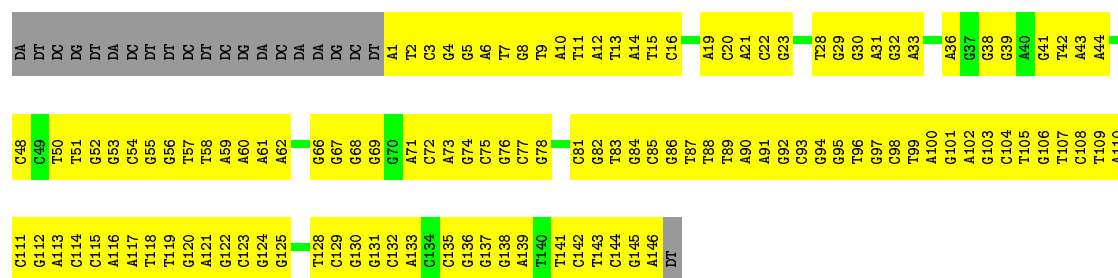 DA DT DC DG DT DA DC DT DT DC DT DC DG DA DC DA DA DG DC DT A1 T2 C3 G4 G5 A6 T7 G8 T9 A10 T11 A12 T13 A14 T15 C16 A19 C20 A21 C22 G23 T28 G29 G30 A31 G32 A33 A36 G37 G38 G39 A40 G41 T42 A43 A44
C48 C49 T50 T51 G52 G53 C54 G55 G56 T57 T58 A59 A60 A61 A62 G66 G67 G68 G69 G70 A71 C72 A73 G74 C75 G76 C77 G78 C81 G82 T83 G84 C85 G86 T87 T88 T89 A90 A91 G92 C93 G94 G95 T96 G97 C98 T99 A100 G101 A102 G103 C104 T105 G106 T107 C108 T109 A110
C111 G112 A113 C114 C115 A116 A117 T118 T119 G120 A121 G122 C123 G124 G125 T128 C129 G130 G131 C132 A133 C134 C135 G136 G137 G138 A139 T140 T141 C142 T143 C144 G145 A146 DT